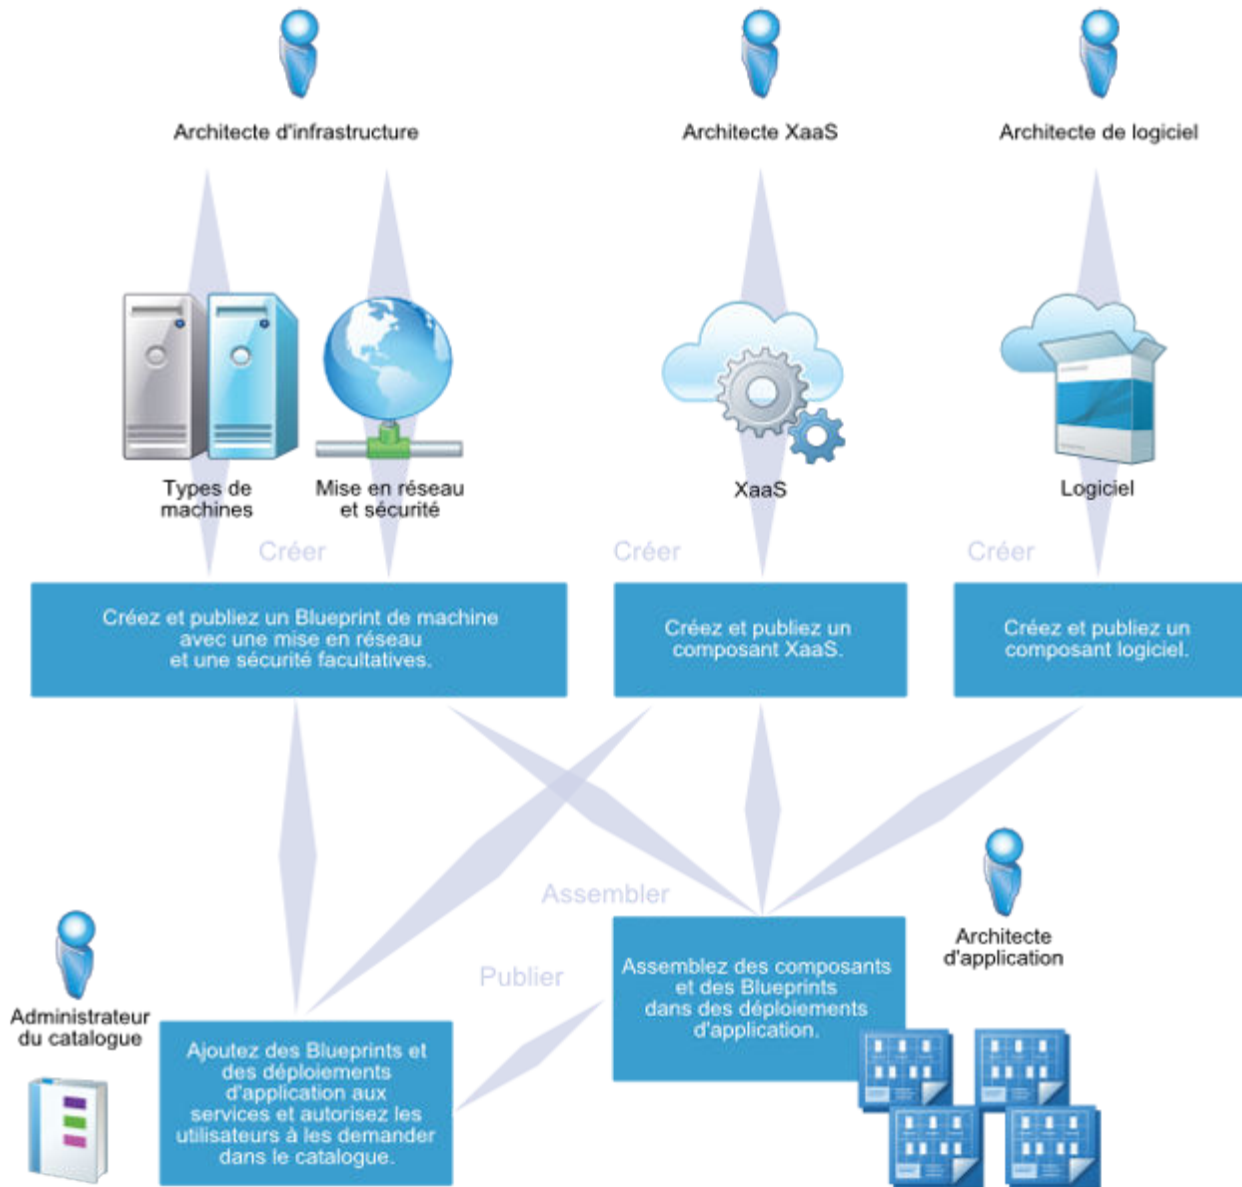 Architecte d'infrastructure
Architecte XaaS
Architecte de logiciel
Types de
machines
Mise en réseau
et sécurité
XaaS
Logiciel
Créer
Créer
Créer
Créez et publiez un Blueprint de machine
avec une mise en réseau
et une sécurité facultatives.
Créez et publiez un
composant XaaS.
Créez et publiez un
composant logiciel.
Assembler
Architecte
d'application
Publier
Assemblez des composants
et des Blueprints
dans des déploiements
d'application.
Administrateur
du catalogue
Ajoutez des Blueprints et
des déploiements
d'application aux
services et autorisez les
utilisateurs à les demander
dans le catalogue.